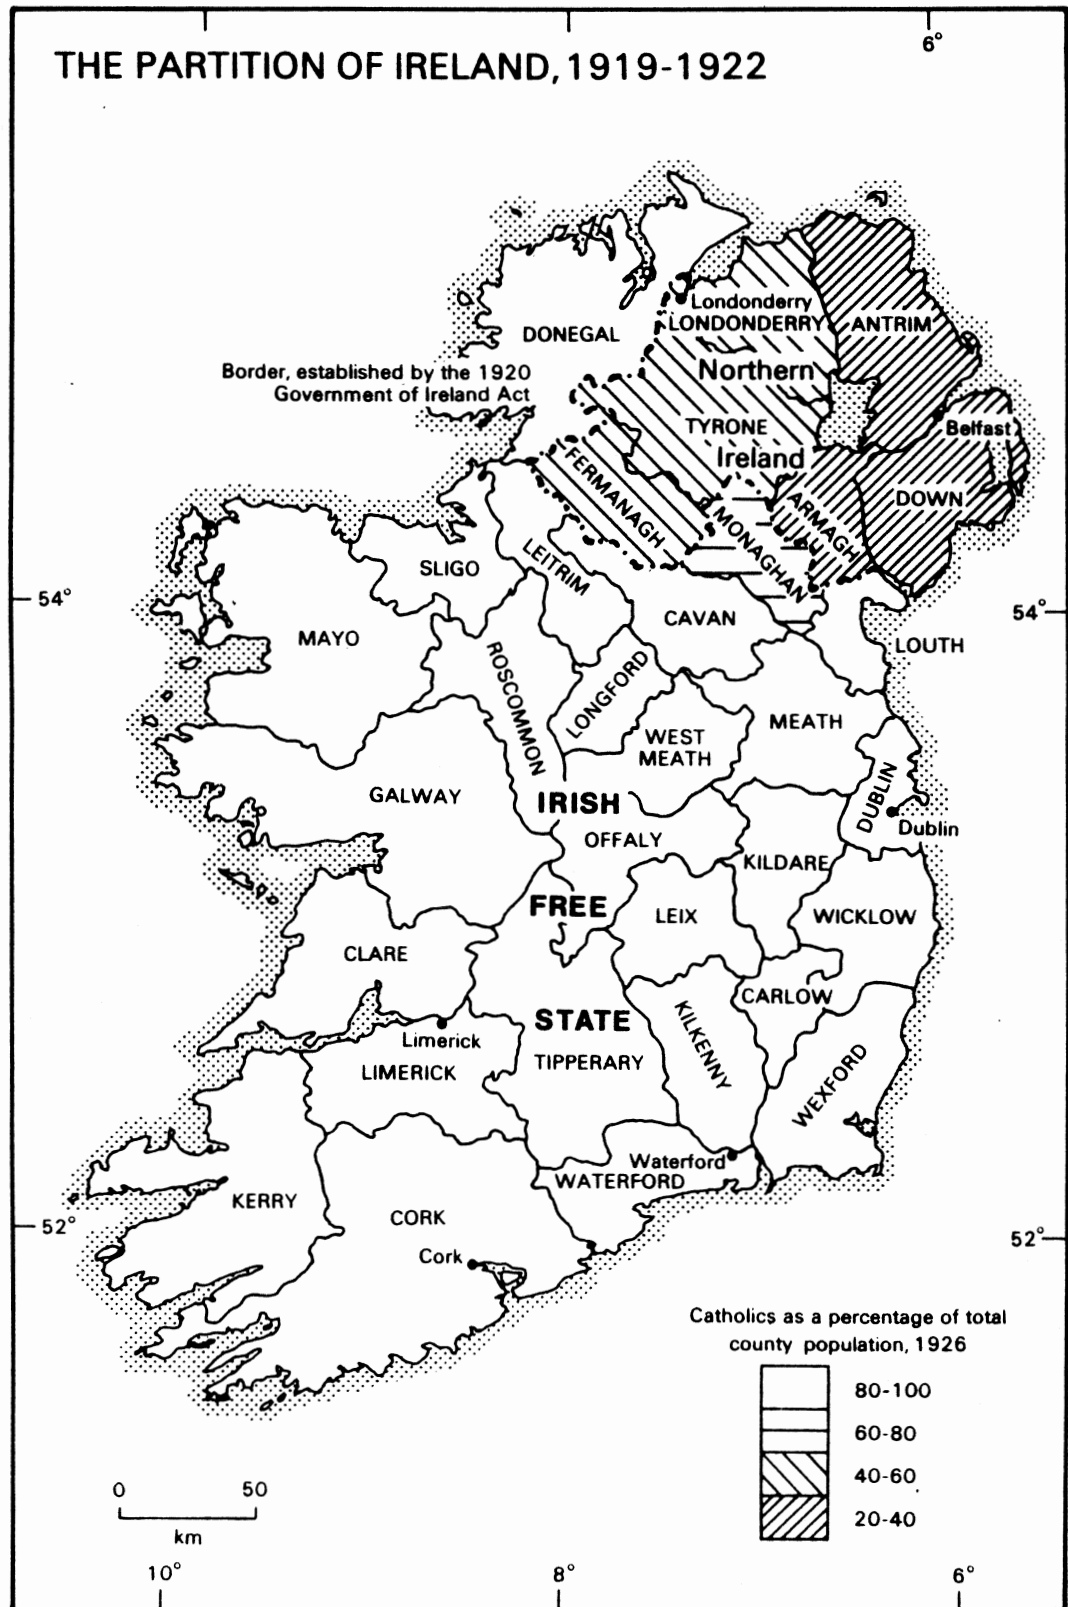 6°
THE PARTITION OF IRELAND, 1919-1922
Londonderry
LONDONDERRY
ANTRIM
DONEGAL
Northern
Border, established by the 1920
Government of Ireland Act
TYRONE
Belfast
Ireland
FERMANAGH
MONAGHAN
ARMAGH
DOWN
LEITRIM
SLIGO
54°
54°
CAVAN
MAYO
LOUTH
ROSCOMMON
LONGFORD
MEATH
WEST
MEATH
DUBLIN
GALWAY
IRISH
Dublin
OFFALY
KILDARE
FREE
LEIX
WICKLOW
CLARE
CARLOW
KILKENNY
STATE
Limerick
TIPPERARY
LIMERICK
WEXFORD
Waterford
WATERFORD
KERRY
CORK
52°
52°
Cork
Catholics as a percentage of total
county population, 1926
80-100
60-80
40-60
20-40
0 50
km
10° 8° 6°